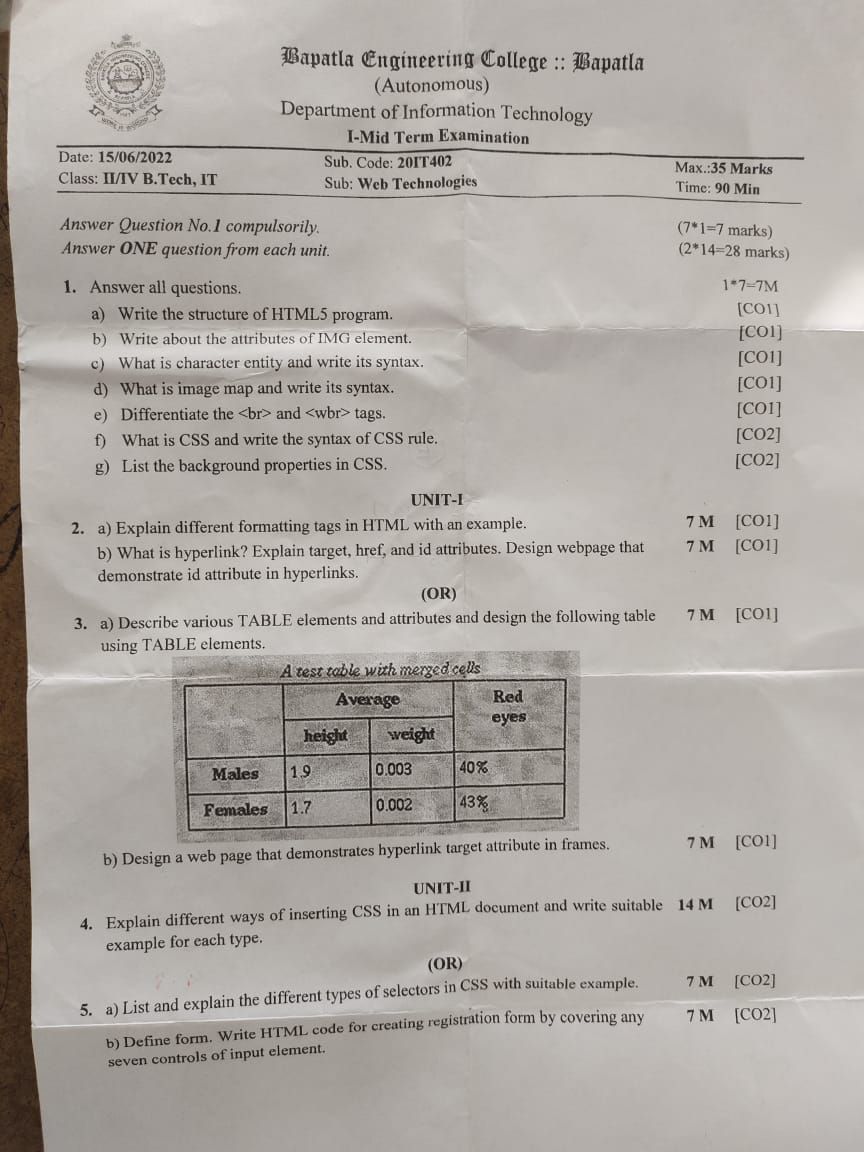 Bapatla Engineering College :: Bapatla
(Autonomous)
Department of Information Technology
I-Mid Term Examination
Date: 15/06/2022 Sub. Code: 20IT402 Max.:35 Marks
Class: II/IV B.Tech, IT Sub: Web Technologies Time: 90 Min
Answer Question No.1 compulsorily. (7*1=7 marks)
Answer ONE question from each unit. (2*14=28 marks)
1. Answer all questions. 1*7=7M
a) Write the structure of HTML5 program. [CO1]
b) Write about the attributes of IMG element. [CO1]
c) What is character entity and write its syntax. [CO1]
d) What is image map and write its syntax. [CO1]
e) Differentiate the <br> and <wbr> tags. [CO1]
f) What is CSS and write the syntax of CSS rule. [CO2]
g) List the background properties in CSS. [CO2]
UNIT-I
2. a) Explain different formatting tags in HTML with an example. 7 M [CO1]
b) What is hyperlink? Explain target, href, and id attributes. Design webpage that 7 M [CO1]
demonstrate id attribute in hyperlinks.
(OR)
3. a) Describe various TABLE elements and attributes and design the following table 7 M [CO1]
using TABLE elements.
A test table with merged cells
Average Red
eyes
height weight
Males 1.9 0.003 40%
Females 1.7 0.002 43%
b) Design a web page that demonstrates hyperlink target attribute in frames. 7 M [CO1]
UNIT-II
4. Explain different ways of inserting CSS in an HTML document and write suitable 14 M [CO2]
example for each type.
(OR)
5. a) List and explain the different types of selectors in CSS with suitable example. 7 M [CO2]
b) Define form. Write HTML code for creating registration form by covering any 7 M [CO2]
seven controls of input element.